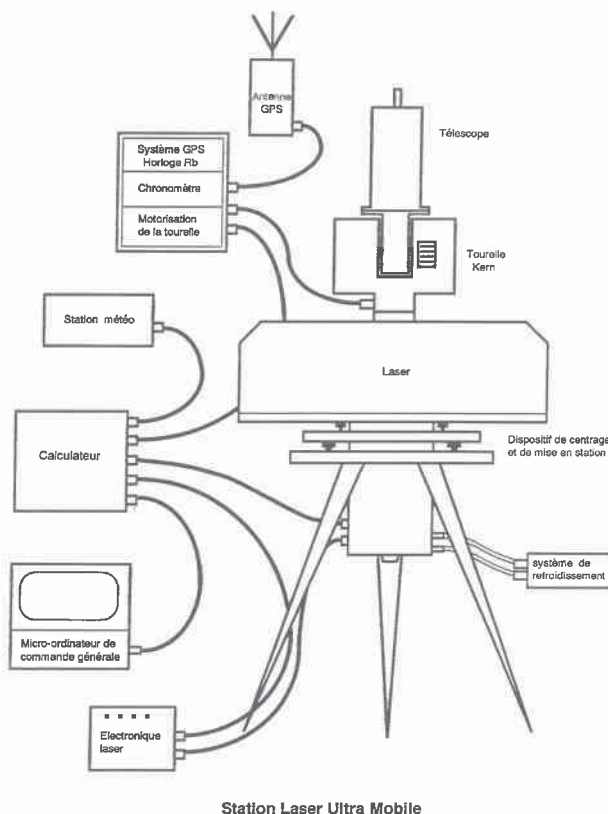 Antenne
GPS
Télescope
Système GPS
Horloge Rb
Chronomètre
Motorisation
de la tourelle
Tourelle
Kern
Station météo
Laser
Dispositif de centrage
et de mise en station
Calculateur
système de
refroidissement
Micro-ordinateur de
commande générale
Electronique
laser
Station Laser Ultra Mobile